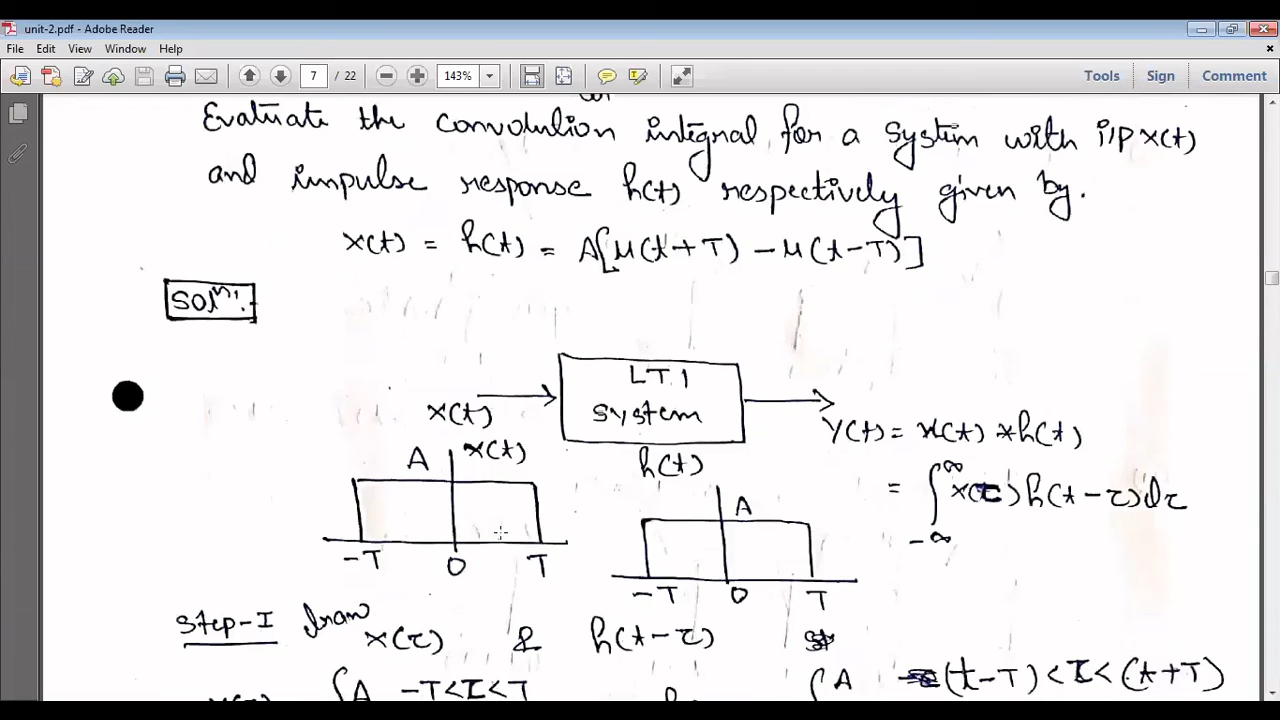 unit-2.pdf - Adobe Reader
File Edit View Window Help
7 / 22 143% Tools Sign Comment
Evaluate the convolution integral for a system with i/p x(t)
and impulse response h(t) respectively given by.
x(t) = h(t) = A[u(t+T) - u(t-T)]
Soln:
LTI
system
x(t)
h(t)
y(t) = x(t) * h(t)
= ∫_{-∞}^{∞} x(τ) h(t-τ) dτ
A x(t)
-T 0 T
A
-T 0 T
Step-I draw
x(τ) & h(t-τ)
A -T<τ<T
A (t-T) <τ< (t+T)